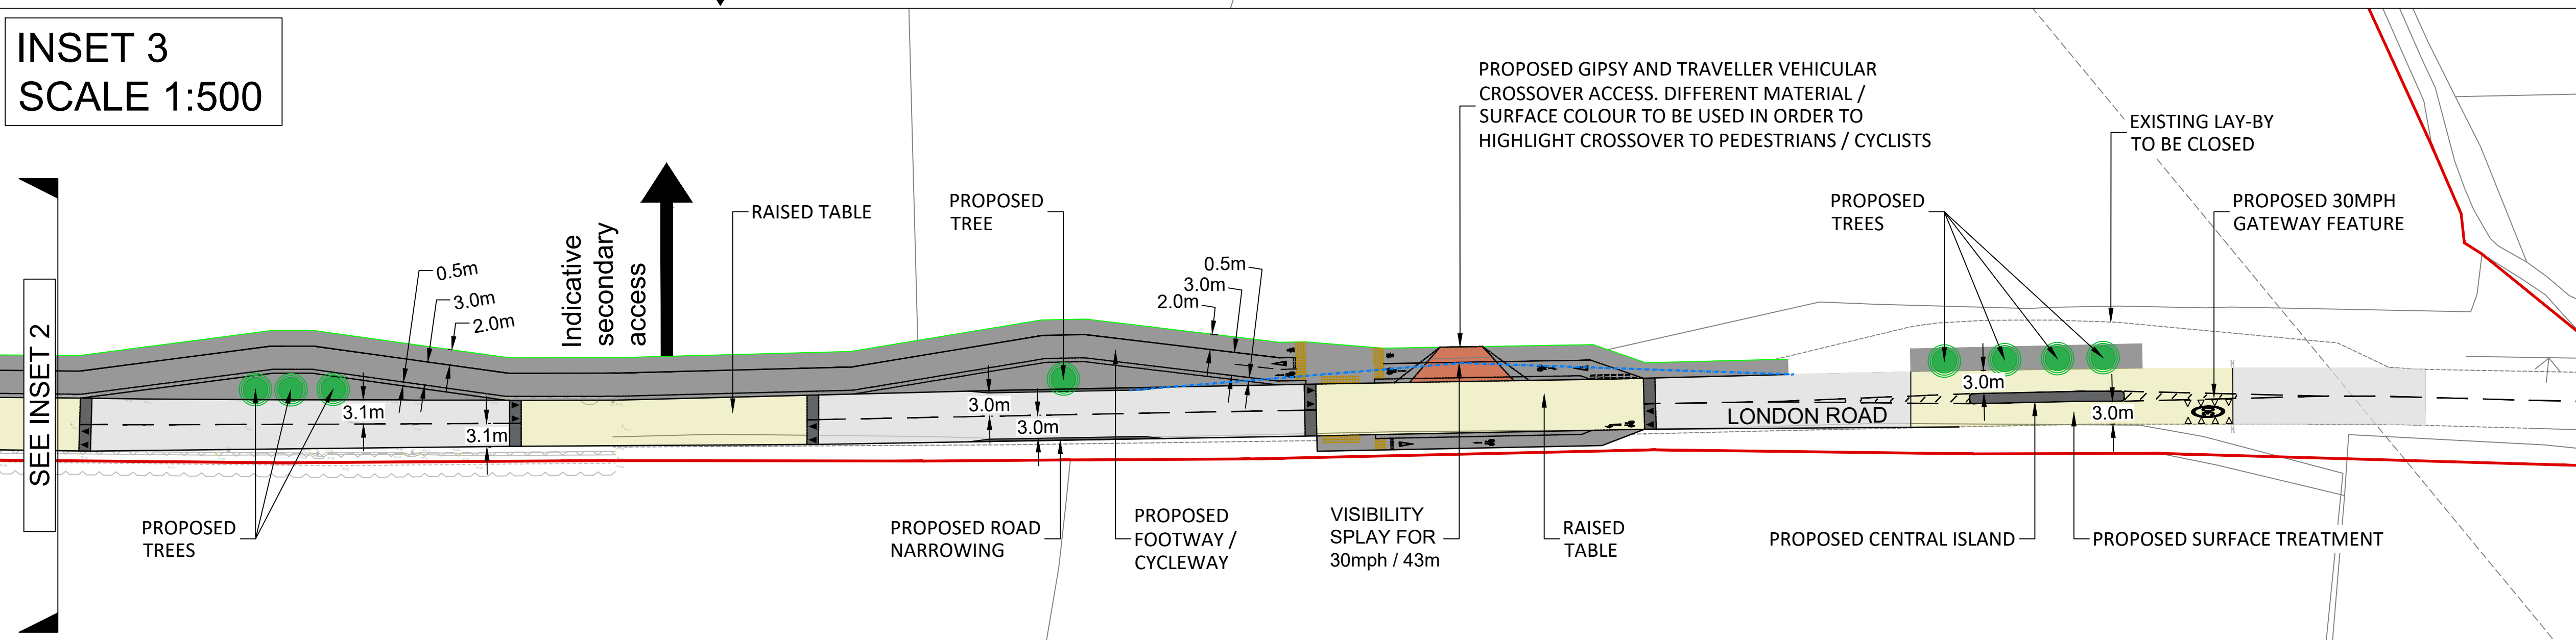 INSET 3
SCALE 1:500
SEE INSET 2
PROPOSED
TREES
0.5m
3.0m
2.0m
3.1m
3.1m
Indicative
secondary
access
RAISED TABLE
PROPOSED
TREE
0.5m
3.0m
2.0m
3.0m
3.0m
PROPOSED ROAD
NARROWING
PROPOSED
FOOTWAY /
CYCLEWAY
PROPOSED GIPSY AND TRAVELLER VEHICULAR
CROSSOVER ACCESS. DIFFERENT MATERIAL /
SURFACE COLOUR TO BE USED IN ORDER TO
HIGHLIGHT CROSSOVER TO PEDESTRIANS / CYCLISTS
VISIBILITY
SPLAY FOR
30mph / 43m
RAISED
TABLE
LONDON ROAD
PROPOSED
TREES
EXISTING LAY-BY
TO BE CLOSED
PROPOSED 30MPH
GATEWAY FEATURE
3.0m
3.0m
30
PROPOSED CENTRAL ISLAND
PROPOSED SURFACE TREATMENT